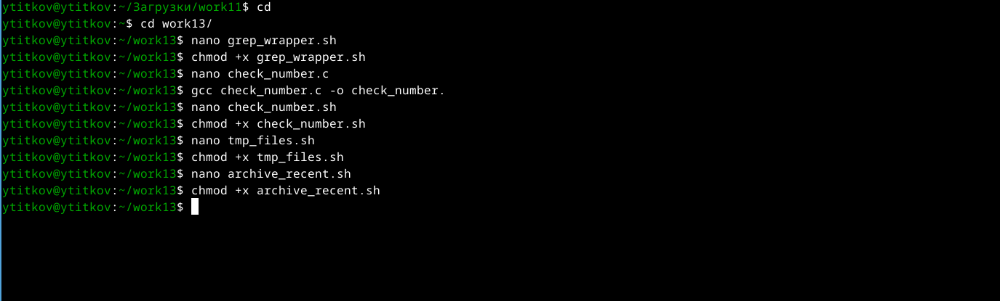 ytitkov@ytitkov:~/Загрузки/work11$ cd
ytitkov@ytitkov:~$ cd work13/
ytitkov@ytitkov:~/work13$ nano grep_wrapper.sh
ytitkov@ytitkov:~/work13$ chmod +x grep_wrapper.sh
ytitkov@ytitkov:~/work13$ nano check_number.c
ytitkov@ytitkov:~/work13$ gcc check_number.c -o check_number.
ytitkov@ytitkov:~/work13$ nano check_number.sh
ytitkov@ytitkov:~/work13$ chmod +x check_number.sh
ytitkov@ytitkov:~/work13$ nano tmp_files.sh
ytitkov@ytitkov:~/work13$ chmod +x tmp_files.sh
ytitkov@ytitkov:~/work13$ nano archive_recent.sh
ytitkov@ytitkov:~/work13$ chmod +x archive_recent.sh
ytitkov@ytitkov:~/work13$